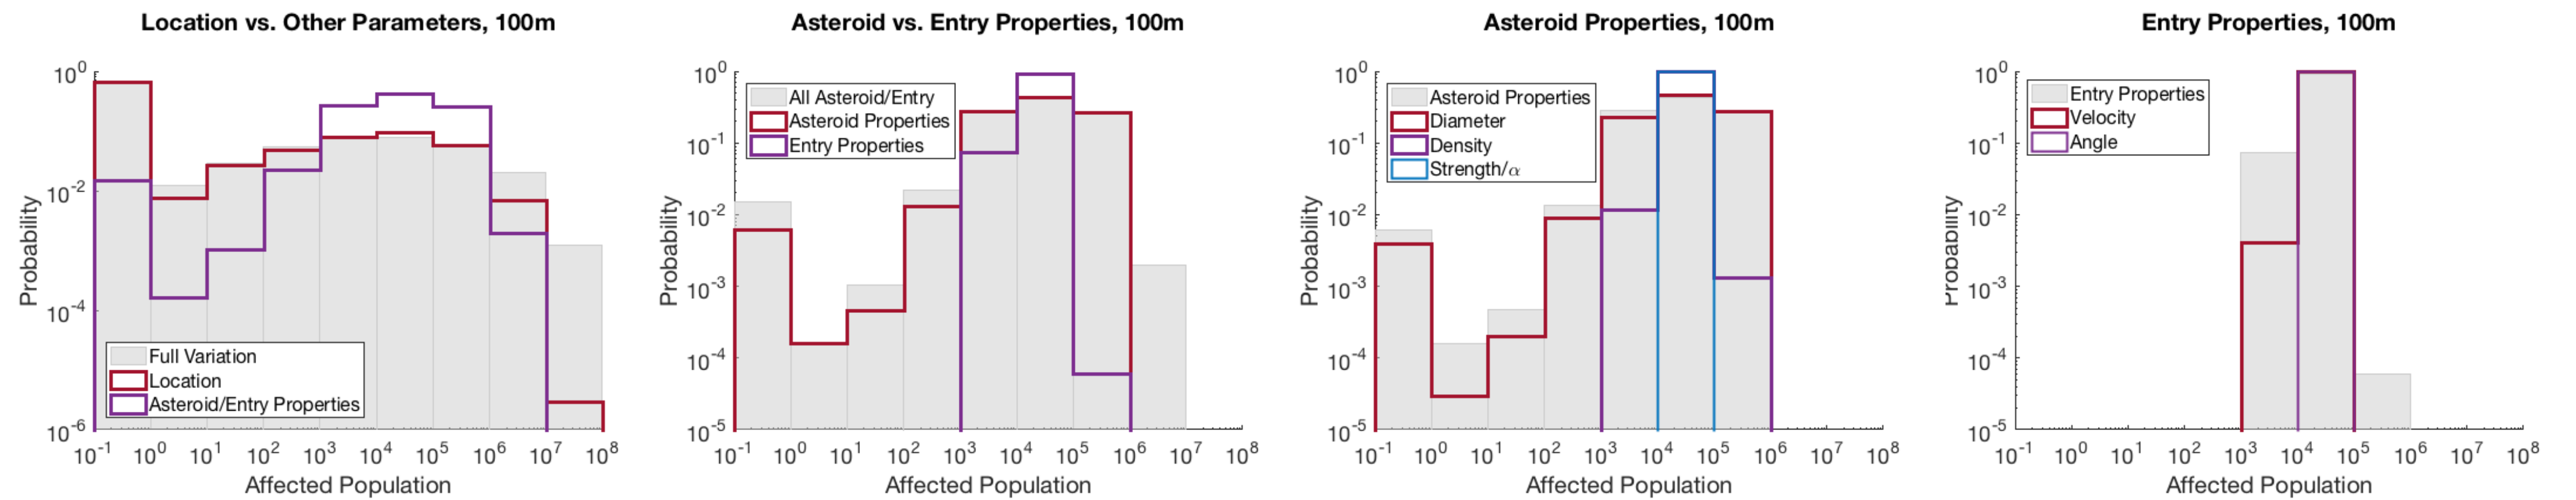 Location vs. Other Parameters, 100m
10^0
10^-2
10^-4
10^-6
Probability
Full Variation
Location
Asteroid/Entry Properties
10^-1 10^0 10^1 10^2 10^3 10^4 10^5 10^6 10^7 10^8
Affected Population
Asteroid vs. Entry Properties, 100m
10^0
10^-1
10^-2
10^-3
10^-4
10^-5
Probability
All Asteroid/Entry
Asteroid Properties
Entry Properties
10^-1 10^0 10^1 10^2 10^3 10^4 10^5 10^6 10^7 10^8
Affected Population
Asteroid Properties, 100m
10^0
10^-1
10^-2
10^-3
10^-4
10^-5
Probability
Asteroid Properties
Diameter
Density
Strength/α
10^-1 10^0 10^1 10^2 10^3 10^4 10^5 10^6 10^7 10^8
Affected Population
Entry Properties, 100m
10^0
10^-1
10^-2
10^-3
10^-4
10^-5
Probability
Entry Properties
Velocity
Angle
10^-1 10^0 10^1 10^2 10^3 10^4 10^5 10^6 10^7 10^8
Affected Population